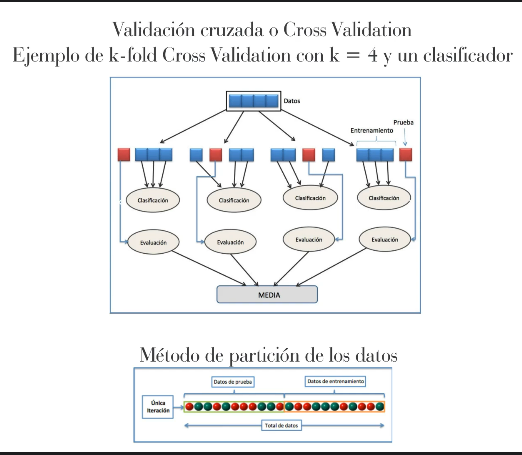 Validación cruzada o Cross Validation
Ejemplo de k-fold Cross Validation con k = 4 y un clasificador
Datos
Prueba
Entrenamiento
Clasificación Clasificación Clasificación Clasificación
Evaluación Evaluación Evaluación Evaluación
MEDIA
Método de partición de los datos
Datos de prueba Datos de entrenamiento
Única
Iteración
Total de datos